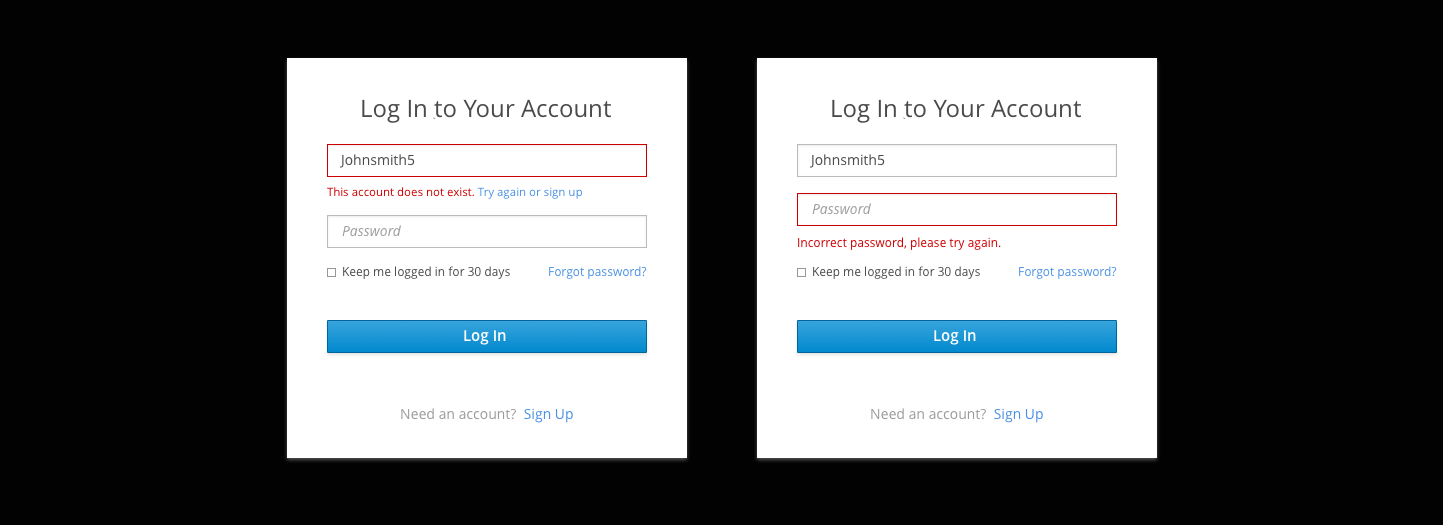 Log In to Your Account
Johnsmith5
This account does not exist. Try again or sign up
Password
Keep me logged in for 30 days Forgot password?
Log In
Need an account? Sign Up
Log In to Your Account
Johnsmith5
Password
Incorrect password, please try again.
Keep me logged in for 30 days Forgot password?
Log In
Need an account? Sign Up